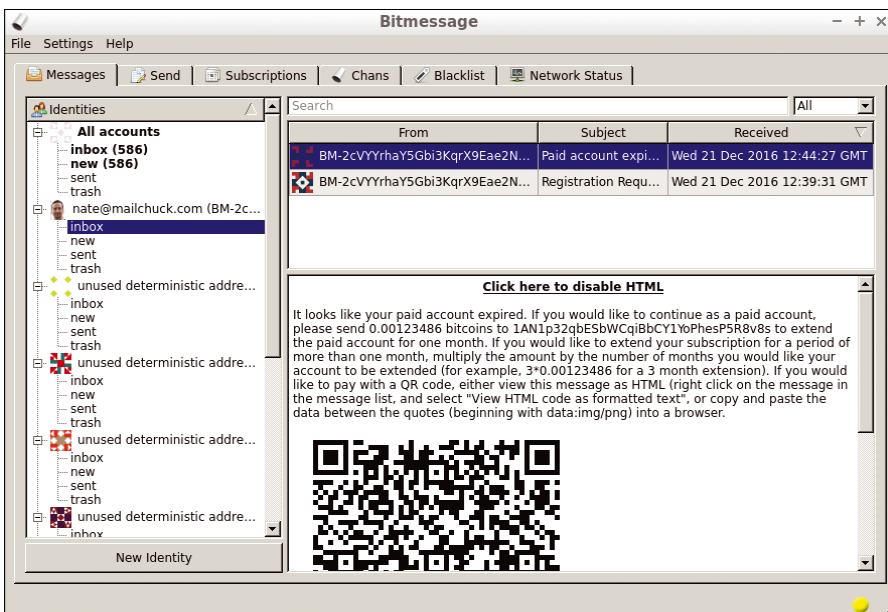 Bitmessage
File Settings Help
Messages Send Subscriptions Chans Blacklist Network Status
Identities
All accounts
inbox (586)
new (586)
sent
trash
nate@mailchuck.com (BM-2c...
inbox
new
sent
trash
unused deterministic addre...
inbox
new
sent
trash
unused deterministic addre...
inbox
new
sent
trash
unused deterministic addre...
inbox
new
sent
trash
unused deterministic addre...
inbox
New Identity
Search
All
From Subject Received
BM-2cVYYrhaY5Gbi3KqrX9Eae2N... Paid account expi... Wed 21 Dec 2016 12:44:27 GMT
BM-2cVYYrhaY5Gbi3KqrX9Eae2N... Registration Requ... Wed 21 Dec 2016 12:39:31 GMT
Click here to disable HTML
It looks like your paid account expired. If you would like to continue as a paid account,
please send 0.00123486 bitcoins to 1AN1p32qbESbWCqiBbCY1YoPhesP5R8v8s to extend
the paid account for one month. If you would like to extend your subscription for a period of
more than one month, multiply the amount by the number of months you would like your
account to be extended (for example, 3*0.00123486 for a 3 month extension). If you would
like to pay with a QR code, either view this message as HTML (right click on the message in
the message list, and select "View HTML code as formatted text", or copy and paste the
data between the quotes (beginning with data:img/png) into a browser.